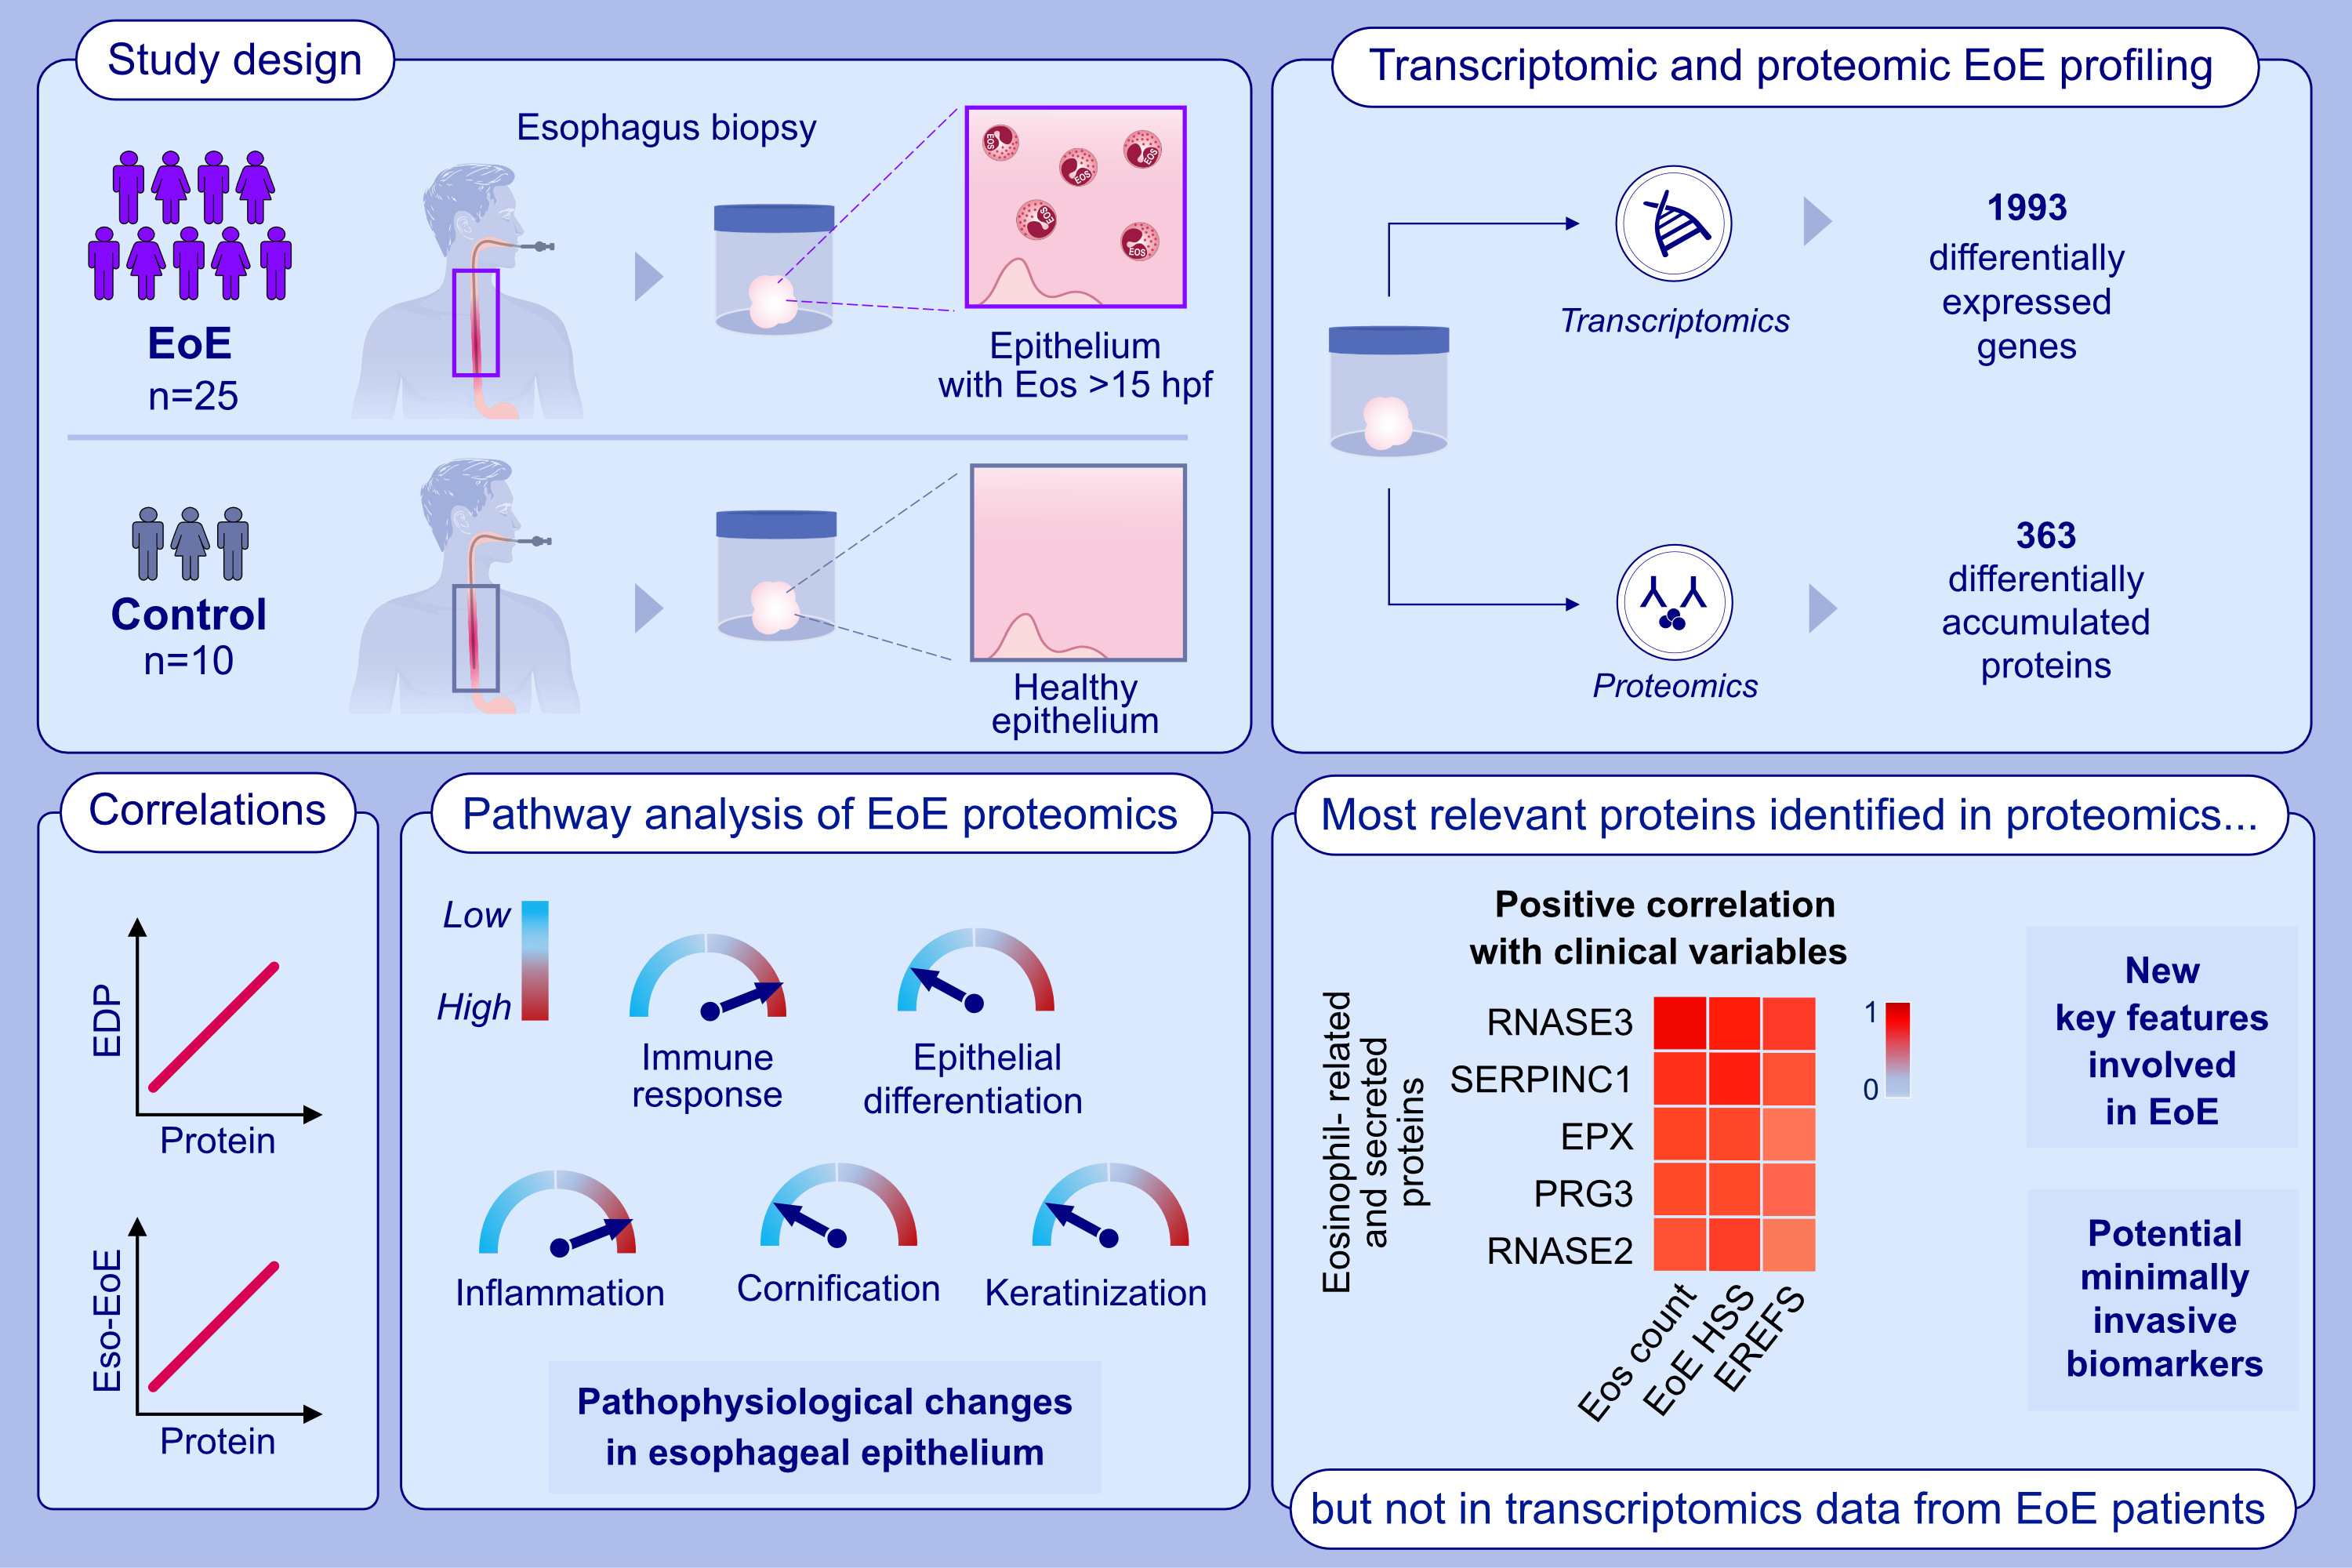 Study design
Esophagus biopsy
EoE
n=25
EOS
EOS
EOS
EOS
EOS
Epithelium
with Eos >15 hpf
Control
n=10
Healthy
epithelium
Transcriptomic and proteomic EoE profiling
Transcriptomics
1993
differentially
expressed
genes
Proteomics
363
differentially
accumulated
proteins
Correlations
EDP
Protein
Eso-EoE
Protein
Pathway analysis of EoE proteomics
Low
High
Immune
response
Epithelial
differentiation
Inflammation
Cornification
Keratinization
Pathophysiological changes
in esophageal epithelium
Most relevant proteins identified in proteomics...
Positive correlation
with clinical variables
Eosinophil- related
and secreted
proteins
RNASE3
SERPINC1
EPX
PRG3
RNASE2
Eos count
EoE HSS
EREFS
1
0
New
key features
involved
in EoE
Potential
minimally
invasive
biomarkers
but not in transcriptomics data from EoE patients